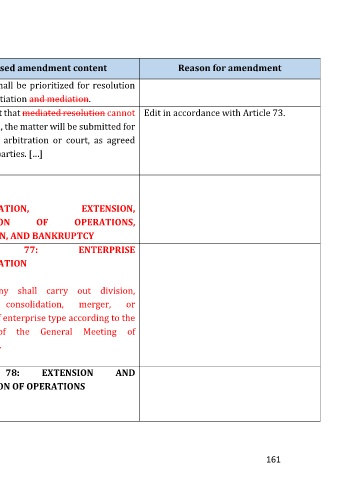 sed amendment content Reason for amendment
hall be prioritized for resolution
tiation and mediation.
t that mediated resolution cannot Edit in accordance with Article 73.
, the matter will be submitted for
arbitration or court, as agreed
parties. […]
ATION, EXTENSION,
ON OF OPERATIONS,
N, AND BANKRUPTCY
77: ENTERPRISE
ATION
ny shall carry out division,
consolidation, merger, or
f enterprise type according to the
of the General Meeting of
.
78: EXTENSION AND
ON OF OPERATIONS
161